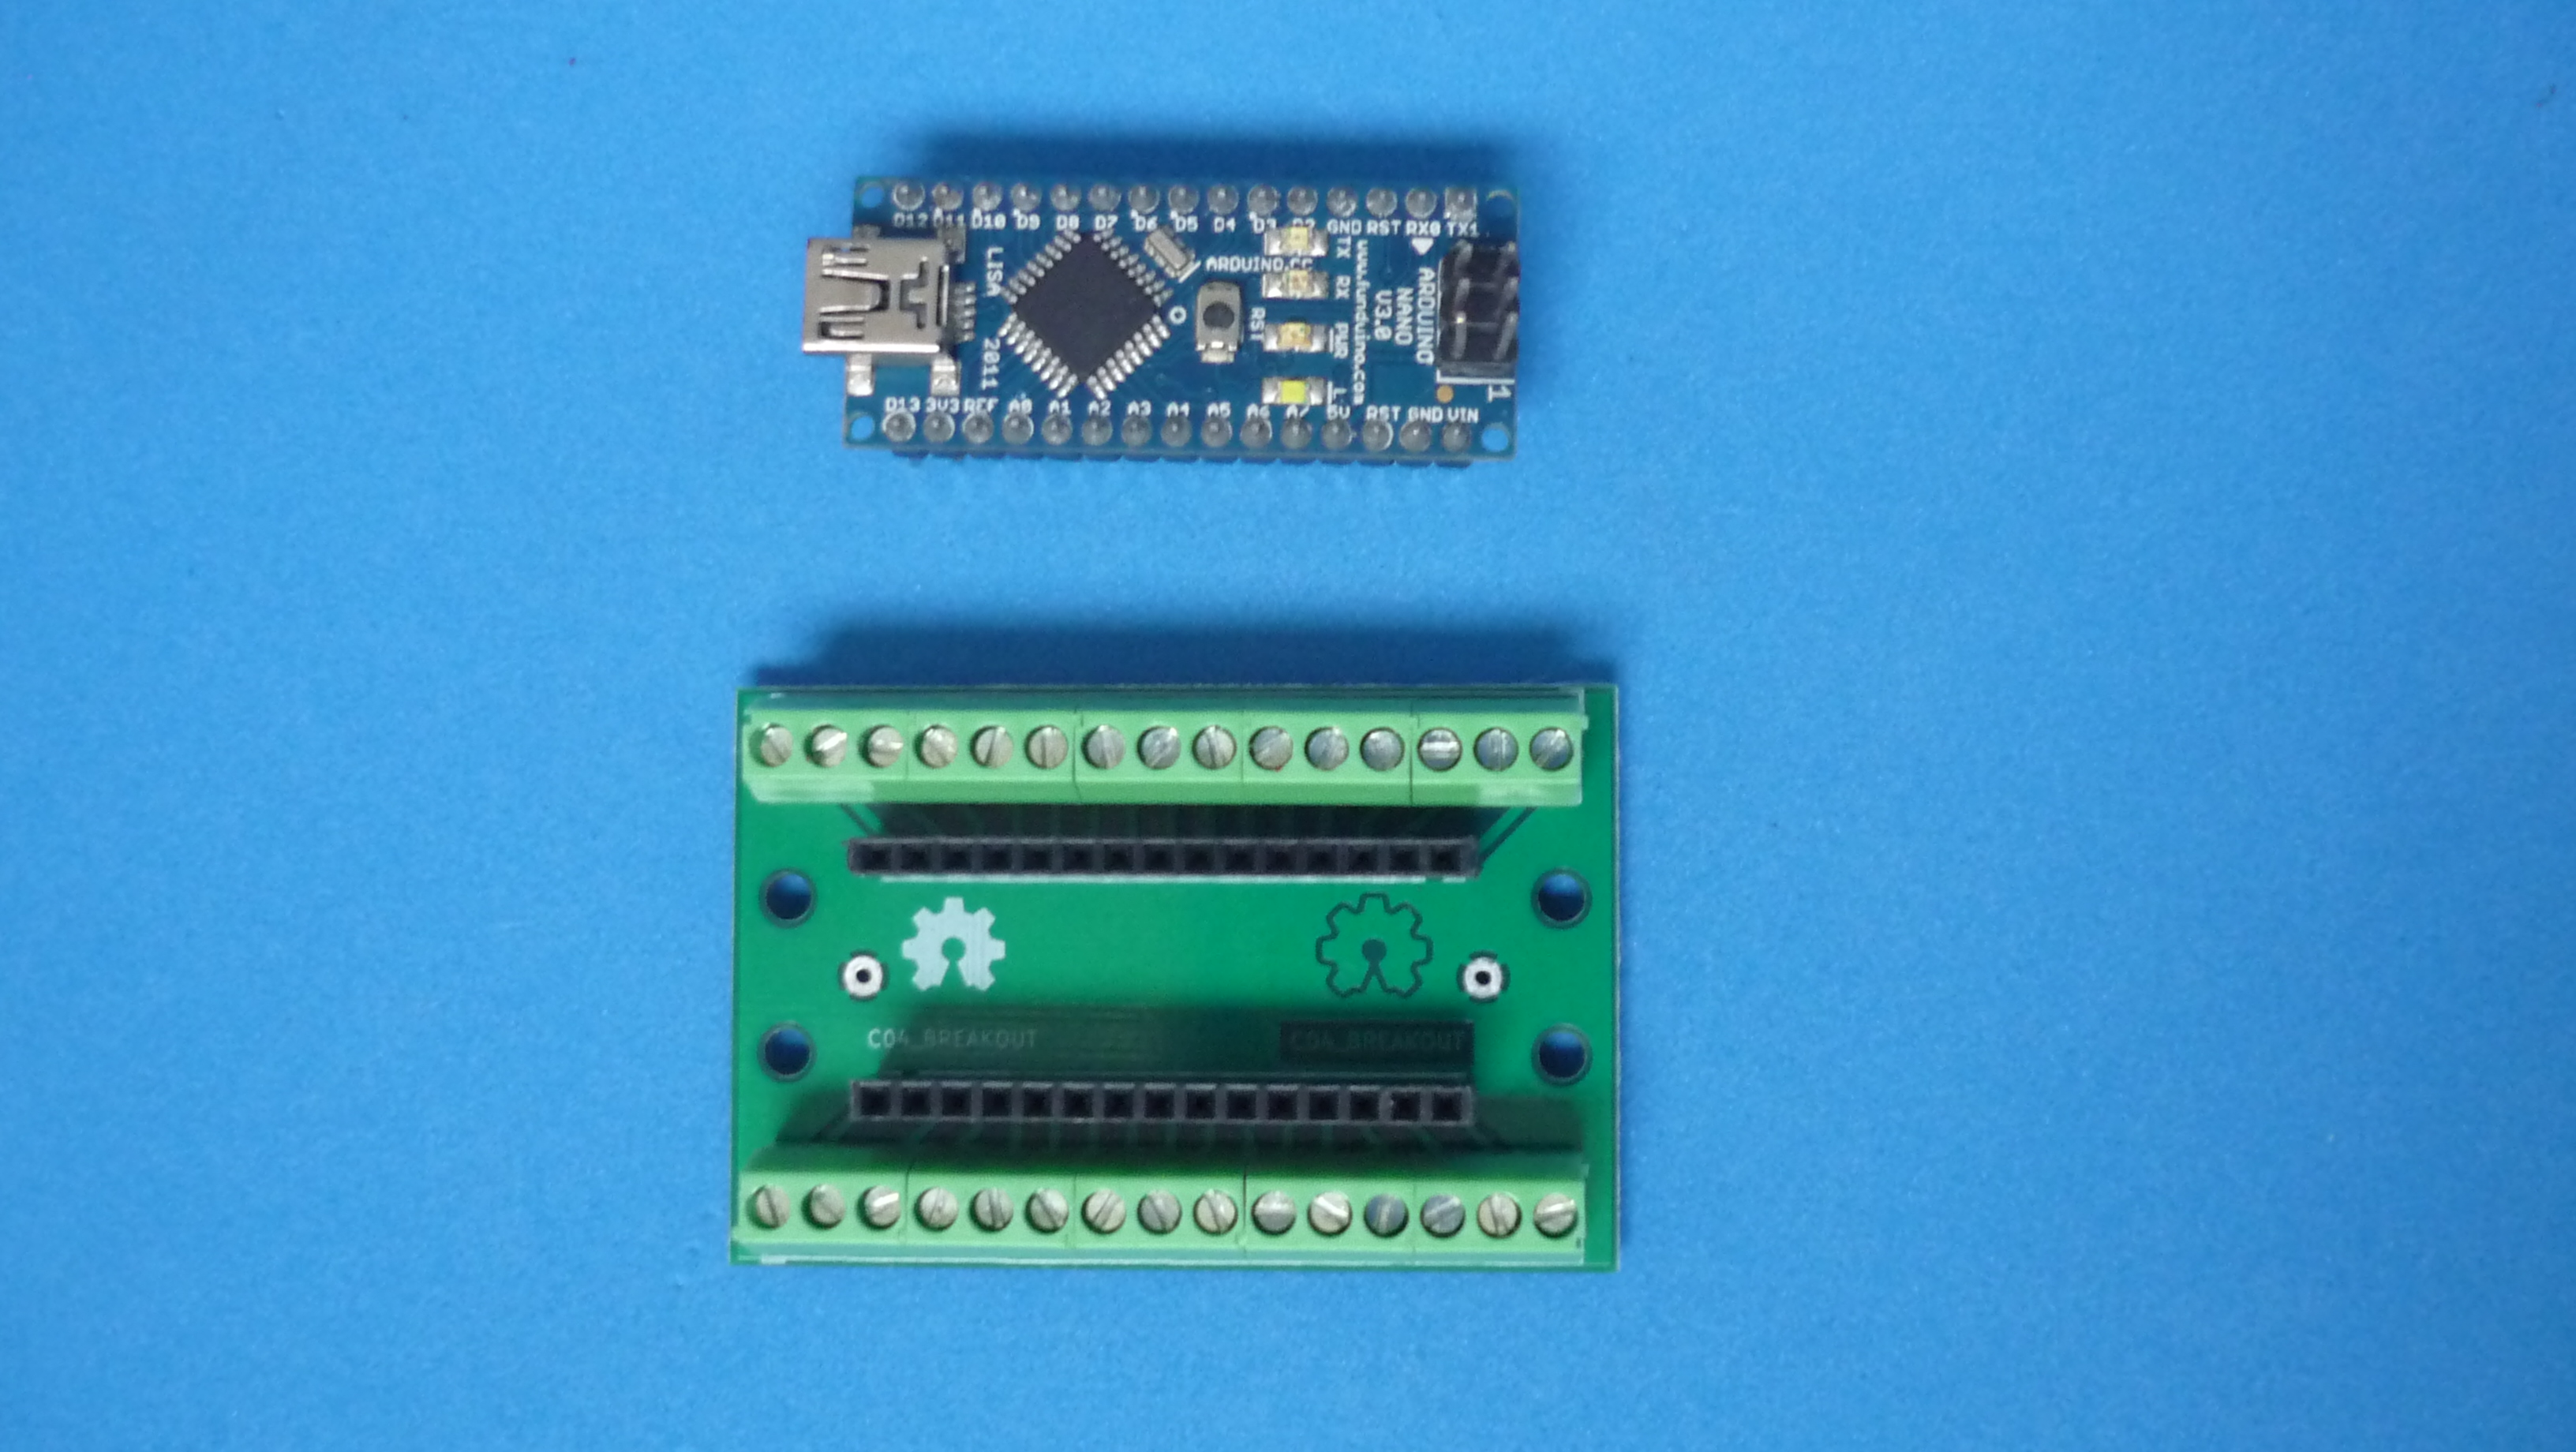 D12 D11 D10 D9 D8 D7 D6 D5 D4 D3 D2 GND RST RX0 TX1
LISA 2011
ARDUINO.CC
RST
TX RX PWR L
www.funduino.com
ARDUINO
NANO
V3.0
1
D13 3V3 REF A0 A1 A2 A3 A4 A5 A6 A7 5V RST GND VIN
C04_BREAKOUT
C04_BREAKOUT